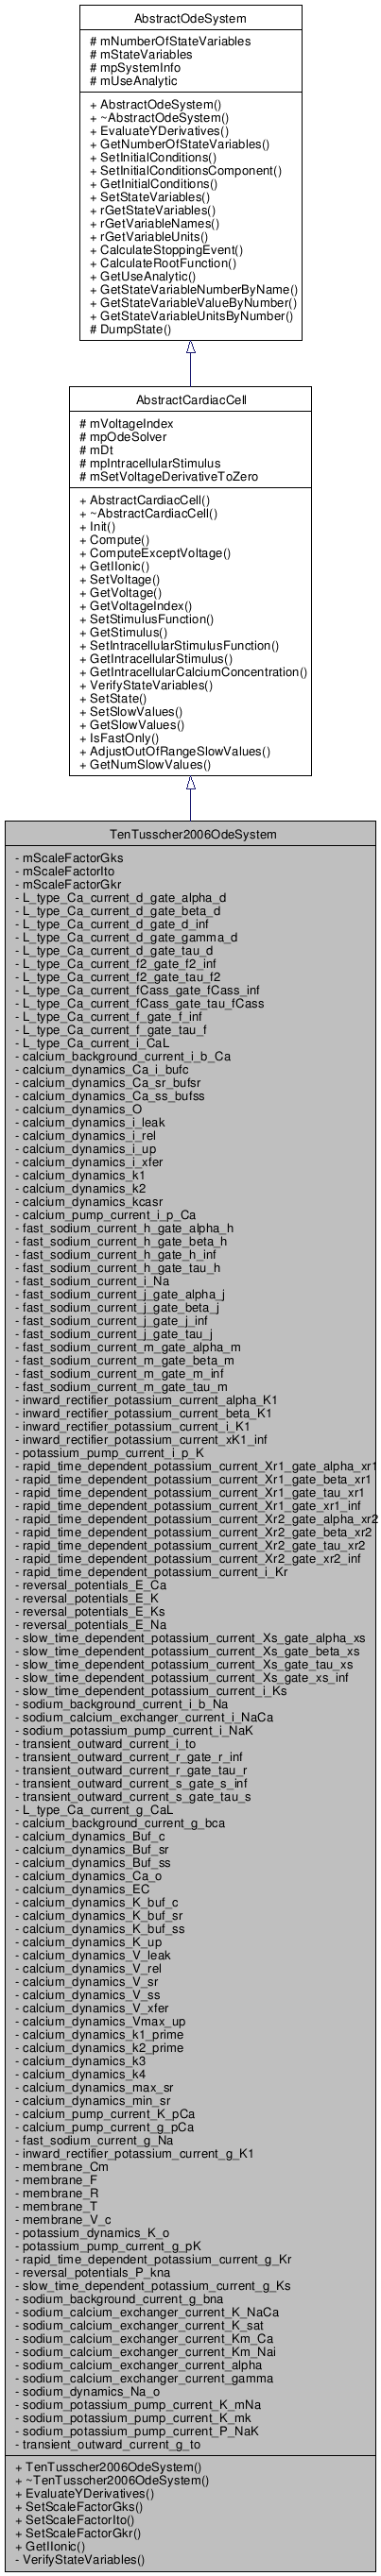 AbstractOdeSystem
# mNumberOfStateVariables
# mStateVariables
# mpSystemInfo
# mUseAnalytic
+ AbstractOdeSystem()
+ ~AbstractOdeSystem()
+ EvaluateYDerivatives()
+ GetNumberOfStateVariables()
+ SetInitialConditions()
+ SetInitialConditionsComponent()
+ GetInitialConditions()
+ SetStateVariables()
+ rGetStateVariables()
+ rGetVariableNames()
+ rGetVariableUnits()
+ CalculateStoppingEvent()
+ CalculateRootFunction()
+ GetUseAnalytic()
+ GetStateVariableNumberByName()
+ GetStateVariableValueByNumber()
+ GetStateVariableUnitsByNumber()
# DumpState()
AbstractCardiacCell
# mVoltageIndex
# mpOdeSolver
# mDt
# mpIntracellularStimulus
# mSetVoltageDerivativeToZero
+ AbstractCardiacCell()
+ ~AbstractCardiacCell()
+ Init()
+ Compute()
+ ComputeExceptVoltage()
+ GetIIonic()
+ SetVoltage()
+ GetVoltage()
+ GetVoltageIndex()
+ SetStimulusFunction()
+ GetStimulus()
+ SetIntracellularStimulusFunction()
+ GetIntracellularStimulus()
+ GetIntracellularCalciumConcentration()
+ VerifyStateVariables()
+ SetState()
+ SetSlowValues()
+ GetSlowValues()
+ IsFastOnly()
+ AdjustOutOfRangeSlowValues()
+ GetNumSlowValues()
TenTusscher2006OdeSystem
- mScaleFactorGks
- mScaleFactorIto
- mScaleFactorGkr
- L_type_Ca_current_d_gate_alpha_d
- L_type_Ca_current_d_gate_beta_d
- L_type_Ca_current_d_gate_d_inf
- L_type_Ca_current_d_gate_gamma_d
- L_type_Ca_current_d_gate_tau_d
- L_type_Ca_current_f2_gate_f2_inf
- L_type_Ca_current_f2_gate_tau_f2
- L_type_Ca_current_fCass_gate_fCass_inf
- L_type_Ca_current_fCass_gate_tau_fCass
- L_type_Ca_current_f_gate_f_inf
- L_type_Ca_current_f_gate_tau_f
- L_type_Ca_current_i_CaL
- calcium_background_current_i_b_Ca
- calcium_dynamics_Ca_i_bufc
- calcium_dynamics_Ca_sr_bufsr
- calcium_dynamics_Ca_ss_bufss
- calcium_dynamics_O
- calcium_dynamics_i_leak
- calcium_dynamics_i_rel
- calcium_dynamics_i_up
- calcium_dynamics_i_xfer
- calcium_dynamics_k1
- calcium_dynamics_k2
- calcium_dynamics_kcasr
- calcium_pump_current_i_p_Ca
- fast_sodium_current_h_gate_alpha_h
- fast_sodium_current_h_gate_beta_h
- fast_sodium_current_h_gate_h_inf
- fast_sodium_current_h_gate_tau_h
- fast_sodium_current_i_Na
- fast_sodium_current_j_gate_alpha_j
- fast_sodium_current_j_gate_beta_j
- fast_sodium_current_j_gate_j_inf
- fast_sodium_current_j_gate_tau_j
- fast_sodium_current_m_gate_alpha_m
- fast_sodium_current_m_gate_beta_m
- fast_sodium_current_m_gate_m_inf
- fast_sodium_current_m_gate_tau_m
- inward_rectifier_potassium_current_alpha_K1
- inward_rectifier_potassium_current_beta_K1
- inward_rectifier_potassium_current_i_K1
- inward_rectifier_potassium_current_xK1_inf
- potassium_pump_current_i_p_K
- rapid_time_dependent_potassium_current_Xr1_gate_alpha_xr1
- rapid_time_dependent_potassium_current_Xr1_gate_beta_xr1
- rapid_time_dependent_potassium_current_Xr1_gate_tau_xr1
- rapid_time_dependent_potassium_current_Xr1_gate_xr1_inf
- rapid_time_dependent_potassium_current_Xr2_gate_alpha_xr2
- rapid_time_dependent_potassium_current_Xr2_gate_beta_xr2
- rapid_time_dependent_potassium_current_Xr2_gate_tau_xr2
- rapid_time_dependent_potassium_current_Xr2_gate_xr2_inf
- rapid_time_dependent_potassium_current_i_Kr
- reversal_potentials_E_Ca
- reversal_potentials_E_K
- reversal_potentials_E_Ks
- reversal_potentials_E_Na
- slow_time_dependent_potassium_current_Xs_gate_alpha_xs
- slow_time_dependent_potassium_current_Xs_gate_beta_xs
- slow_time_dependent_potassium_current_Xs_gate_tau_xs
- slow_time_dependent_potassium_current_Xs_gate_xs_inf
- slow_time_dependent_potassium_current_i_Ks
- sodium_background_current_i_b_Na
- sodium_calcium_exchanger_current_i_NaCa
- sodium_potassium_pump_current_i_NaK
- transient_outward_current_i_to
- transient_outward_current_r_gate_r_inf
- transient_outward_current_r_gate_tau_r
- transient_outward_current_s_gate_s_inf
- transient_outward_current_s_gate_tau_s
- L_type_Ca_current_g_CaL
- calcium_background_current_g_bca
- calcium_dynamics_Buf_c
- calcium_dynamics_Buf_sr
- calcium_dynamics_Buf_ss
- calcium_dynamics_Ca_o
- calcium_dynamics_EC
- calcium_dynamics_K_buf_c
- calcium_dynamics_K_buf_sr
- calcium_dynamics_K_buf_ss
- calcium_dynamics_K_up
- calcium_dynamics_V_leak
- calcium_dynamics_V_rel
- calcium_dynamics_V_sr
- calcium_dynamics_V_ss
- calcium_dynamics_V_xfer
- calcium_dynamics_Vmax_up
- calcium_dynamics_k1_prime
- calcium_dynamics_k2_prime
- calcium_dynamics_k3
- calcium_dynamics_k4
- calcium_dynamics_max_sr
- calcium_dynamics_min_sr
- calcium_pump_current_K_pCa
- calcium_pump_current_g_pCa
- fast_sodium_current_g_Na
- inward_rectifier_potassium_current_g_K1
- membrane_Cm
- membrane_F
- membrane_R
- membrane_T
- membrane_V_c
- potassium_dynamics_K_o
- potassium_pump_current_g_pK
- rapid_time_dependent_potassium_current_g_Kr
- reversal_potentials_P_kna
- slow_time_dependent_potassium_current_g_Ks
- sodium_background_current_g_bna
- sodium_calcium_exchanger_current_K_NaCa
- sodium_calcium_exchanger_current_K_sat
- sodium_calcium_exchanger_current_Km_Ca
- sodium_calcium_exchanger_current_Km_Nai
- sodium_calcium_exchanger_current_alpha
- sodium_calcium_exchanger_current_gamma
- sodium_dynamics_Na_o
- sodium_potassium_pump_current_K_mNa
- sodium_potassium_pump_current_K_mk
- sodium_potassium_pump_current_P_NaK
- transient_outward_current_g_to
+ TenTusscher2006OdeSystem()
+ ~TenTusscher2006OdeSystem()
+ EvaluateYDerivatives()
+ SetScaleFactorGks()
+ SetScaleFactorIto()
+ SetScaleFactorGkr()
+ GetIIonic()
- VerifyStateVariables()